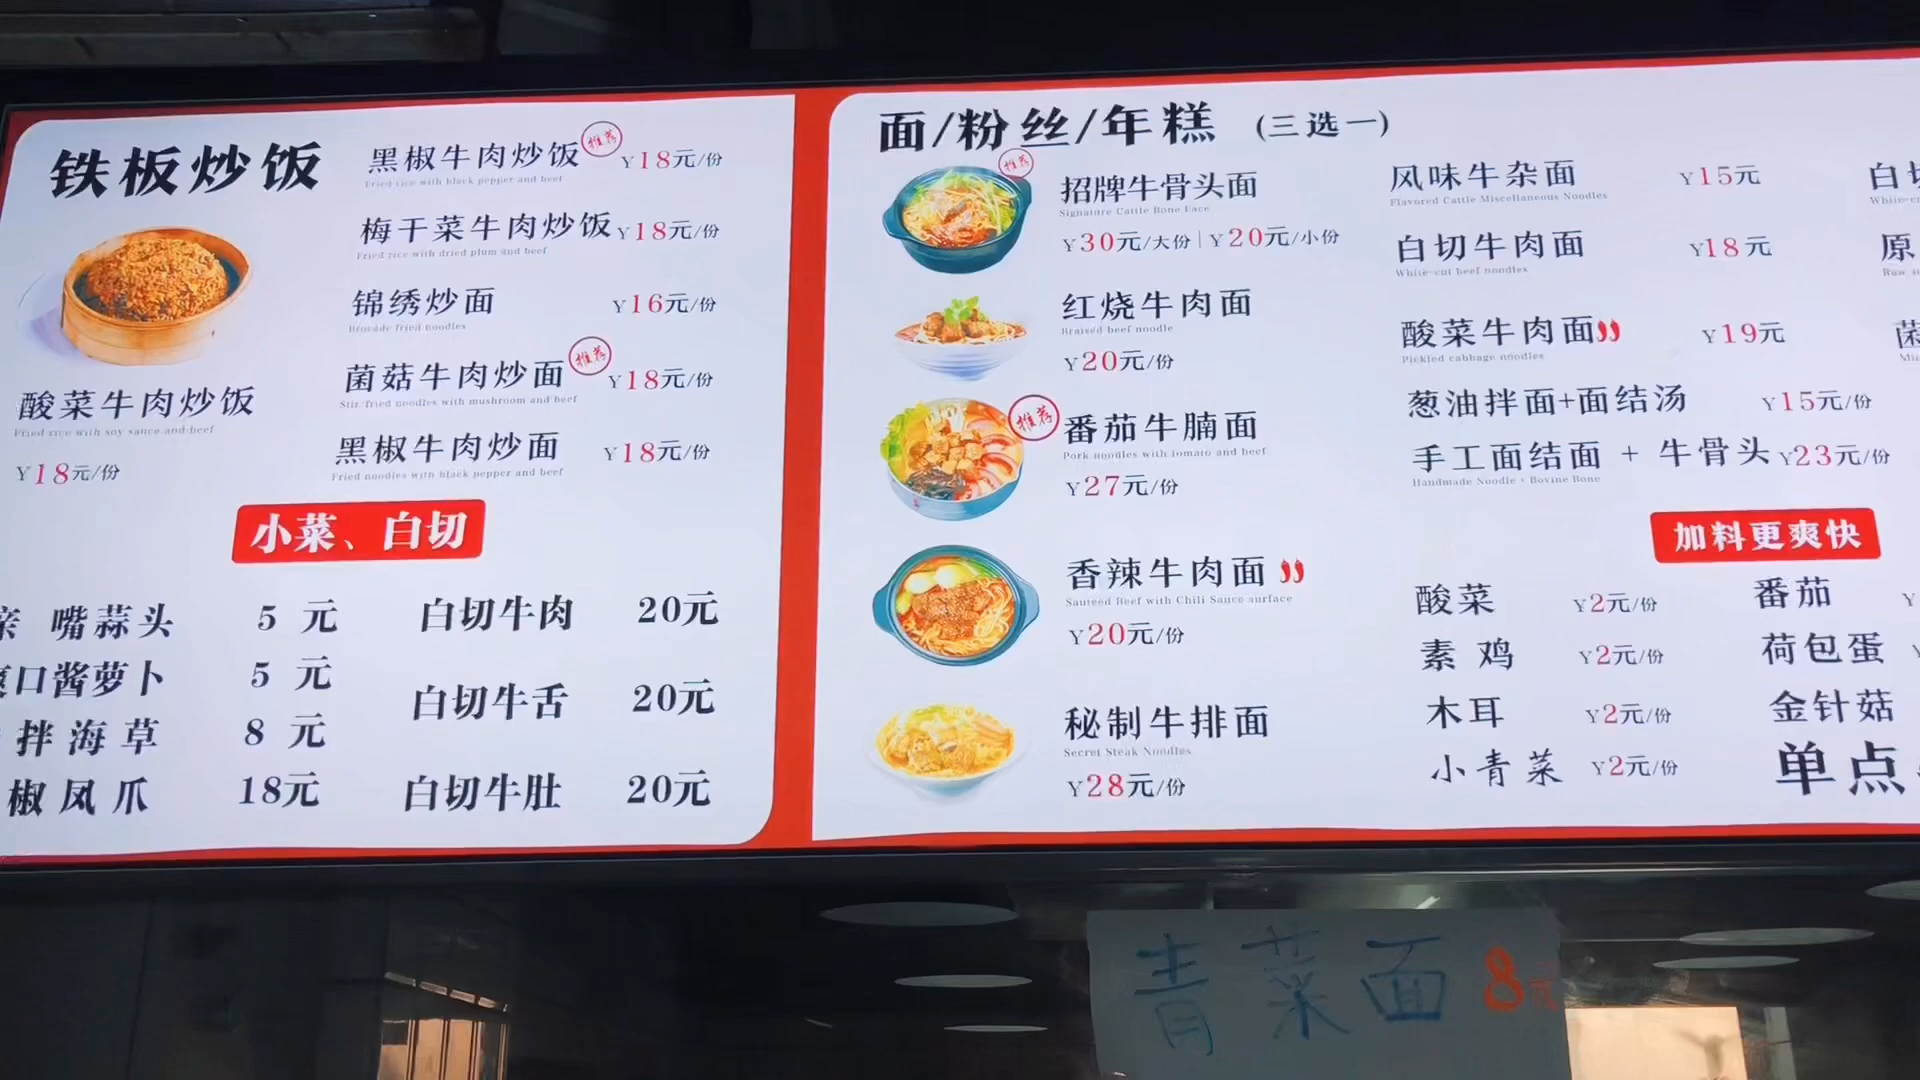 铁板炒饭
黑椒牛肉炒饭 推荐 ¥18元/份
Fried rice with black pepper and beef
梅干菜牛肉炒饭 ¥18元/份
Fried rice with dried plum and beef
锦绣炒面 ¥16元/份
Brocade fried noodles
菌菇牛肉炒面 推荐 ¥18元/份
Stir-fried noodles with mushroom and beef
黑椒牛肉炒面 ¥18元/份
Fried noodles with black pepper and beef
酸菜牛肉炒饭
Fried rice with soy sauce and beef
¥18元/份
小菜、白切
嘴蒜头 5 元
口酱萝卜 5 元
拌海草 8 元
椒凤爪 18元
白切牛肉 20元
白切牛舌 20元
白切牛肚 20元
面/粉丝/年糕 (三选一)
推荐
招牌牛骨头面
Signature Cattle Bone Face
¥30元/大份 | ¥20元/小份
红烧牛肉面
Braised beef noodle
¥20元/份
推荐
番茄牛腩面
Pork noodles with tomato and beef
¥27元/份
香辣牛肉面
Sauteed Beef with Chili Sauce surface
¥20元/份
秘制牛排面
Secret Steak Noodles
¥28元/份
风味牛杂面 ¥15元
Flavored Cattle Miscellaneous Noodles
白切牛肉面 ¥18元
White-cut beef noodles
酸菜牛肉面 ¥19元
Pickled cabbage noodles
葱油拌面+面结汤 ¥15元/份
手工面结面 + 牛骨头 ¥23元/份
Handmade Noodle + Bovine Bone
白切
原
加料更爽快
酸菜 ¥2元/份
素鸡 ¥2元/份
木耳 ¥2元/份
小青菜 ¥2元/份
番茄
荷包蛋
金针菇
单点
青菜面 8元